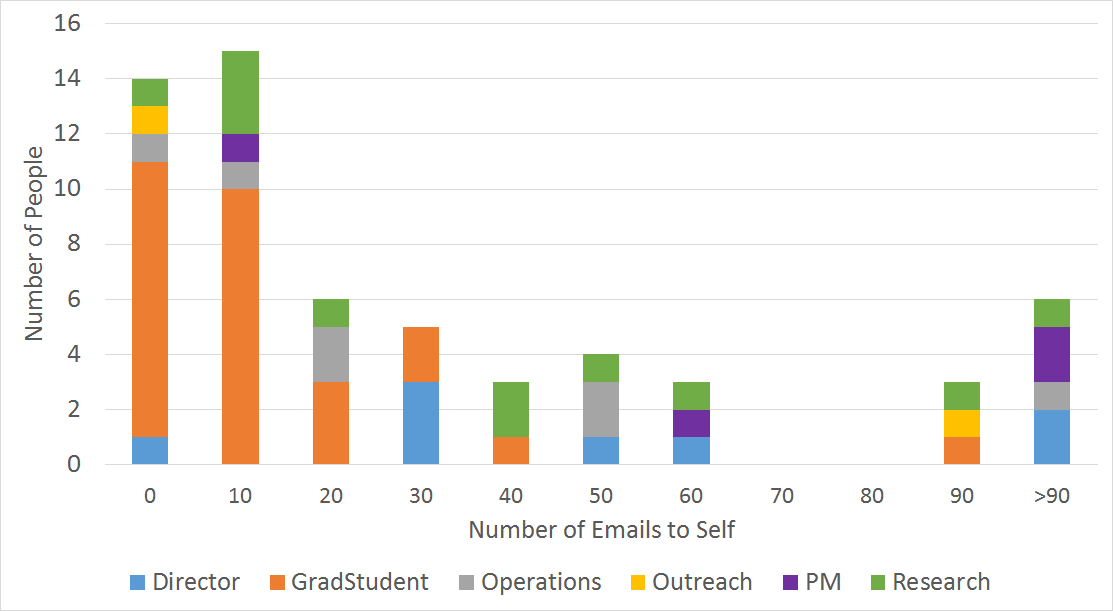 16
14
12
10
8
6
4
2
0
Number of People
0 10 20 30 40 50 60 70 80 90 >90
Number of Emails to Self
Director GradStudent Operations Outreach PM Research